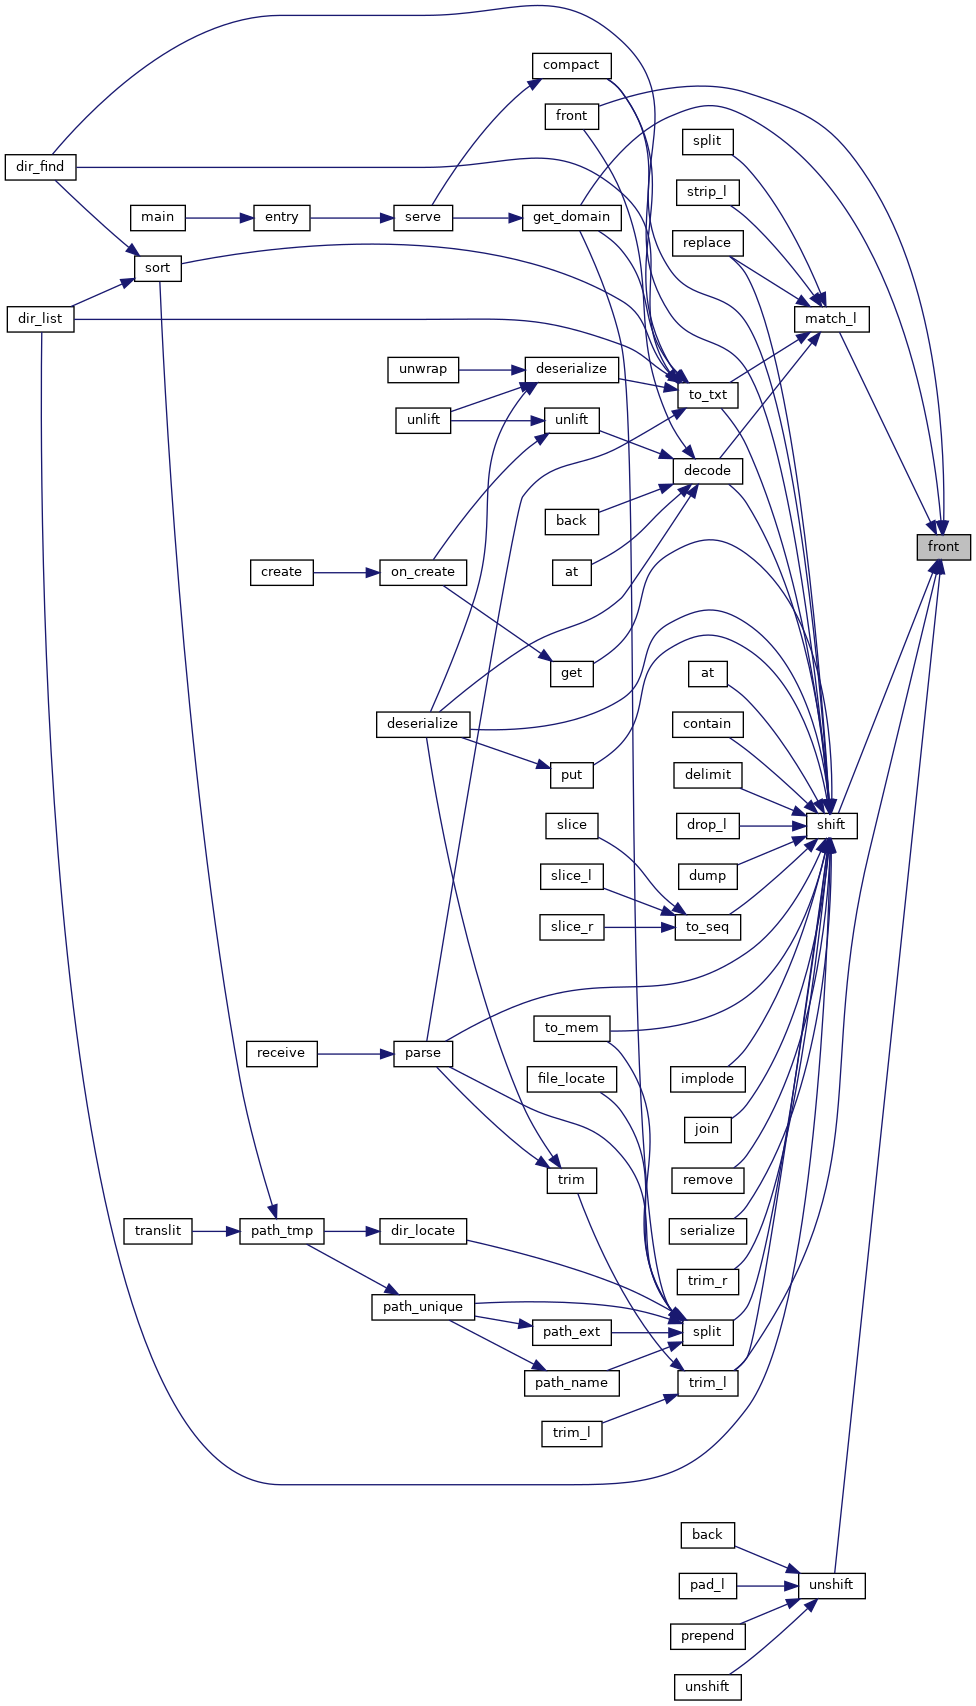 compact
front
split
dir_find
strip_l
main
entry
serve
get_domain
replace
sort
dir_list
match_l
unwrap
deserialize
to_txt
unlift
unlift
decode
back
front
create
on_create
at
get
at
deserialize
contain
put
delimit
slice
drop_l
shift
slice_l
dump
slice_r
to_seq
to_mem
receive
parse
file_locate
implode
join
trim
remove
translit
path_tmp
dir_locate
serialize
trim_r
path_unique
path_ext
split
path_name
trim_l
trim_l
back
pad_l
unshift
prepend
unshift